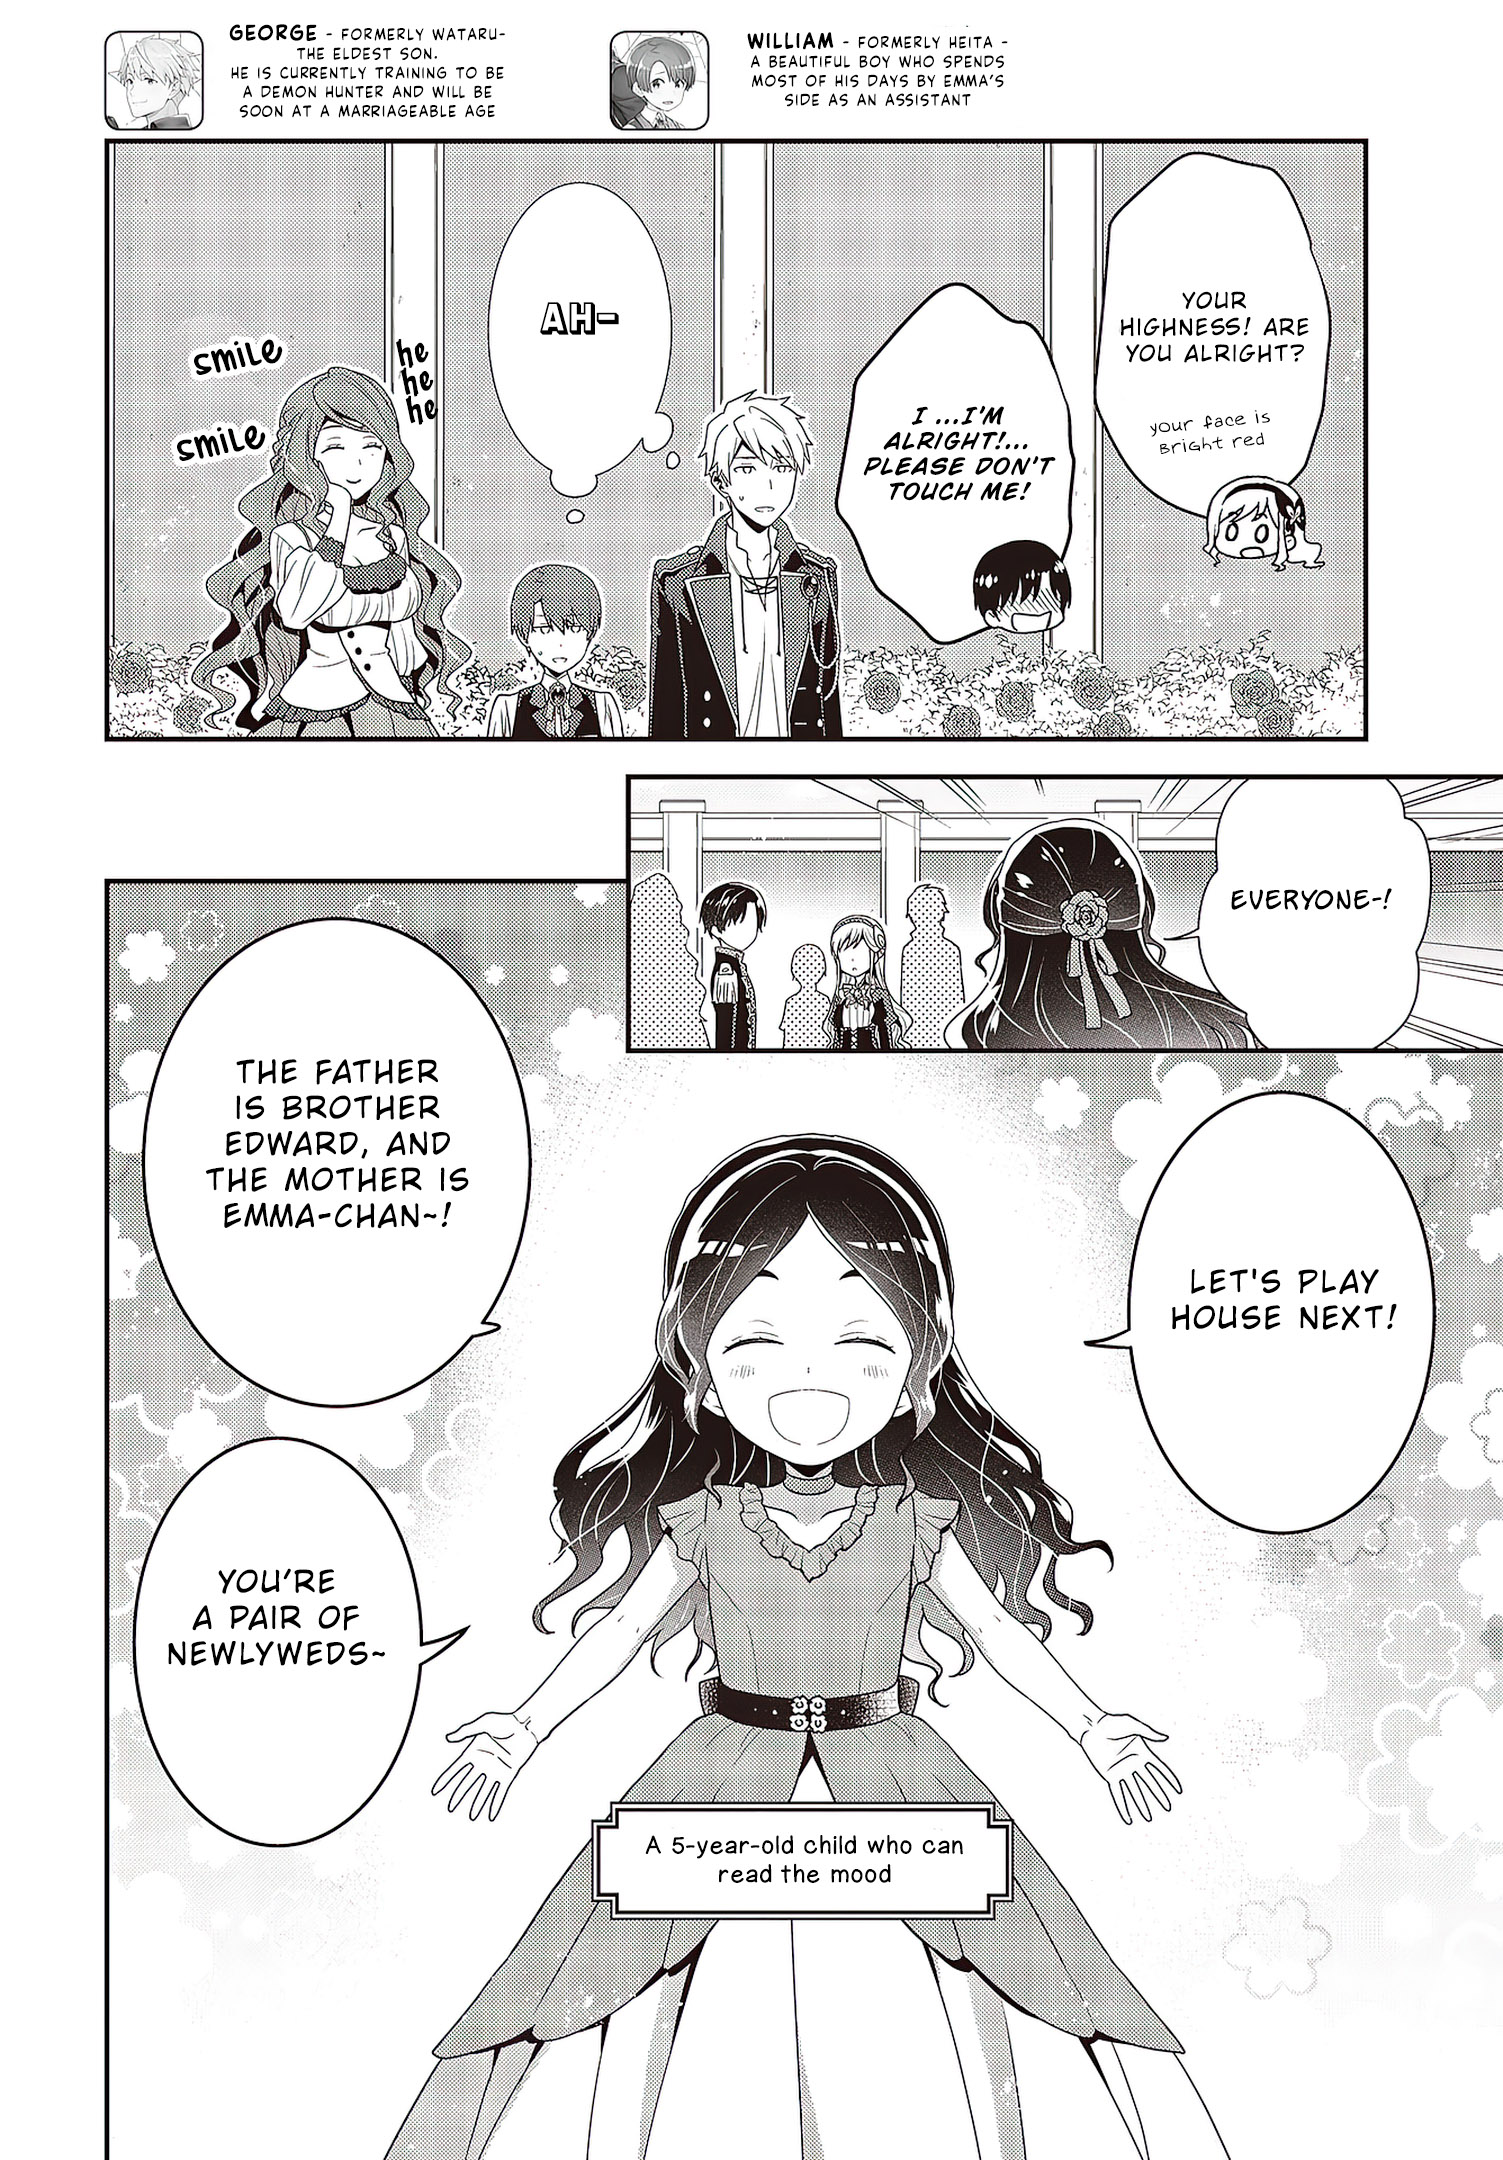 GEORGE - FORMERLY WATARU-
THE ELDEST SON.
HE IS CURRENTLY TRAINING TO BE
A DEMON HUNTER AND WILL BE
SOON AT A MARRIAGEABLE AGE
WILLIAM - FORMERLY HEITA -
A BEAUTIFUL BOY WHO SPENDS
MOST OF HIS DAYS BY EMMA'S
SIDE AS AN ASSISTANT
YOUR
HIGHNESS! ARE
YOU ALRIGHT?
your face is
Bright red
I ...I'M
ALRIGHT!...
PLEASE DON'T
TOUCH ME!
AH-
he
he
he
smile
smile
EVERYONE-!
LET'S PLAY
HOUSE NEXT!
THE FATHER
IS BROTHER
EDWARD, AND
THE MOTHER IS
EMMA-CHAN~!
YOU'RE
A PAIR OF
NEWLYWEDS~
A 5-year-old child who can
read the mood